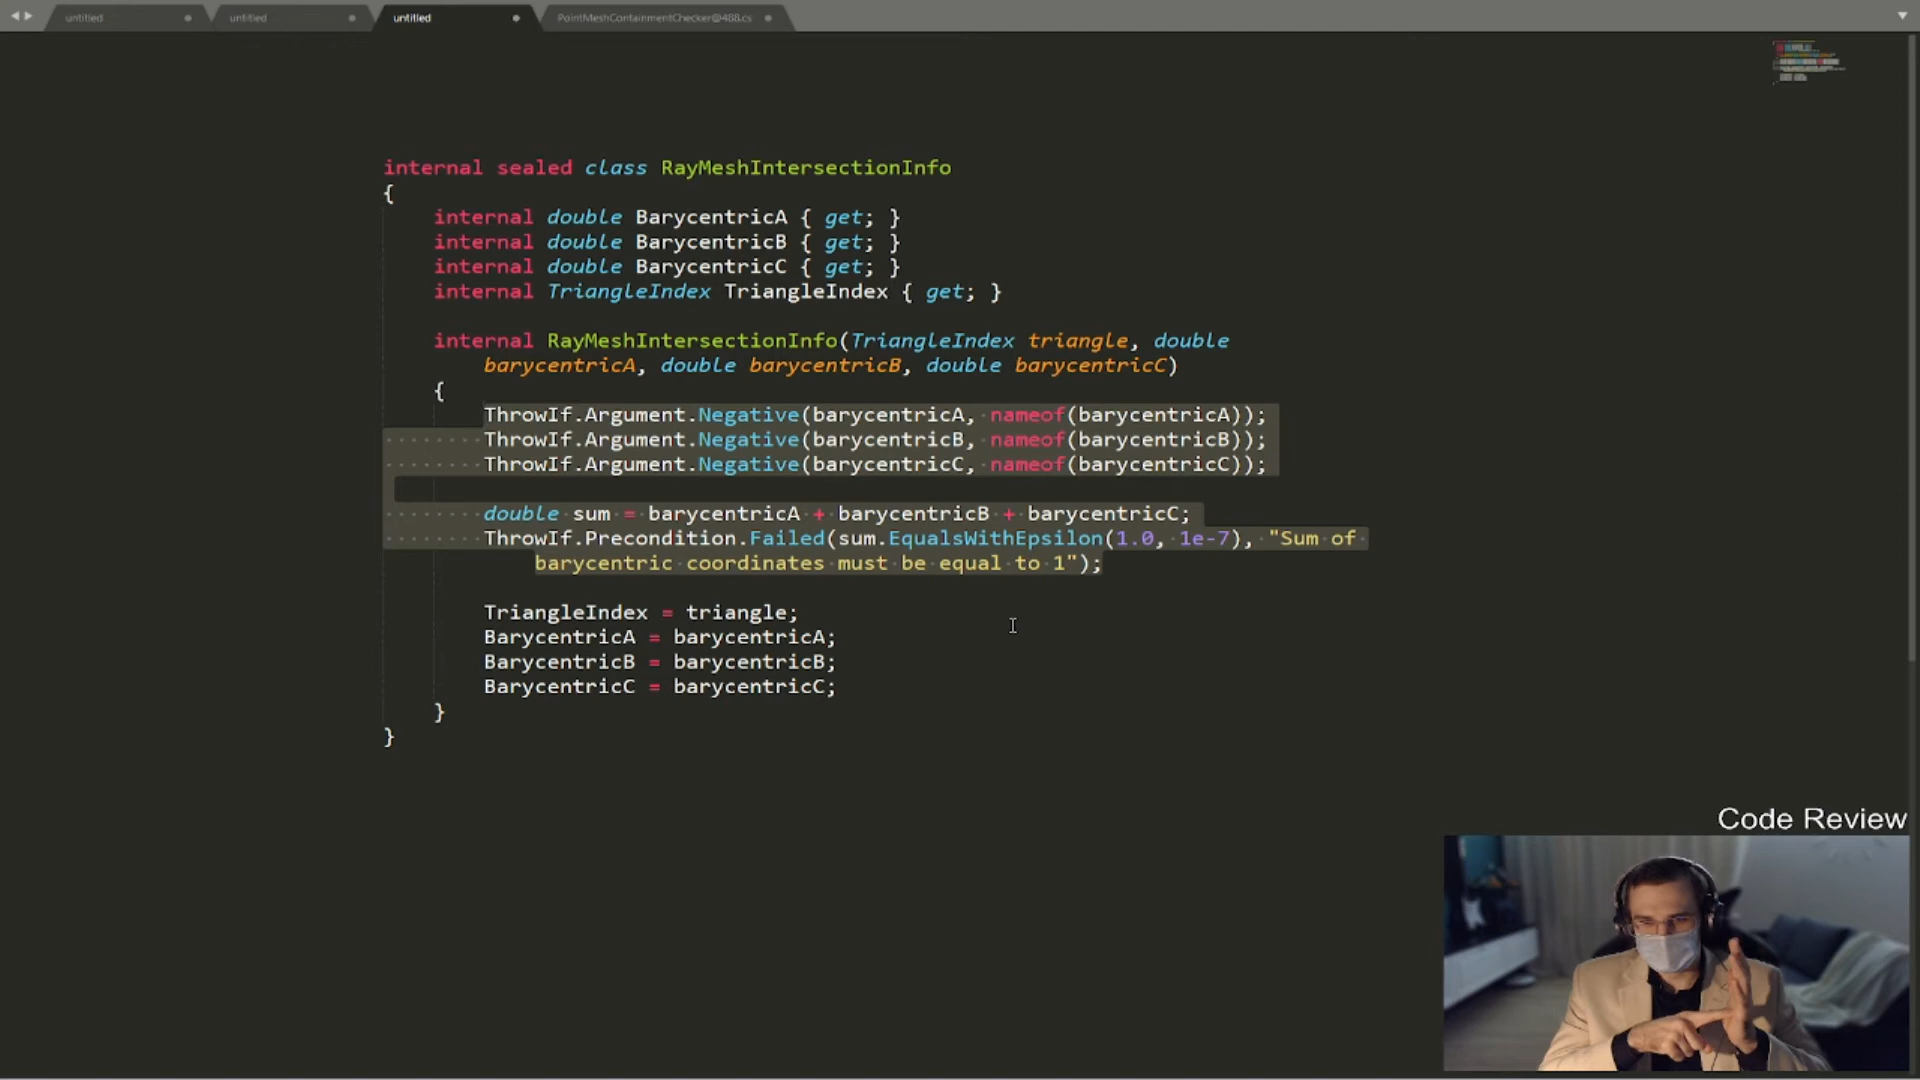 untitled
untitled
untitled
PointMeshContainmentChecker@488.cs
internal sealed class RayMeshIntersectionInfo
{
internal double BarycentricA { get; }
internal double BarycentricB { get; }
internal double BarycentricC { get; }
internal TriangleIndex TriangleIndex { get; }
internal RayMeshIntersectionInfo(TriangleIndex triangle, double
barycentricA, double barycentricB, double barycentricC)
{
ThrowIf.Argument.Negative(barycentricA, nameof(barycentricA));
ThrowIf.Argument.Negative(barycentricB, nameof(barycentricB));
ThrowIf.Argument.Negative(barycentricC, nameof(barycentricC));
double sum = barycentricA + barycentricB + barycentricC;
ThrowIf.Precondition.Failed(sum.EqualsWithEpsilon(1.0, 1e-7), "Sum of
barycentric coordinates must be equal to 1");
TriangleIndex = triangle;
BarycentricA = barycentricA;
BarycentricB = barycentricB;
BarycentricC = barycentricC;
}
}
Code Review